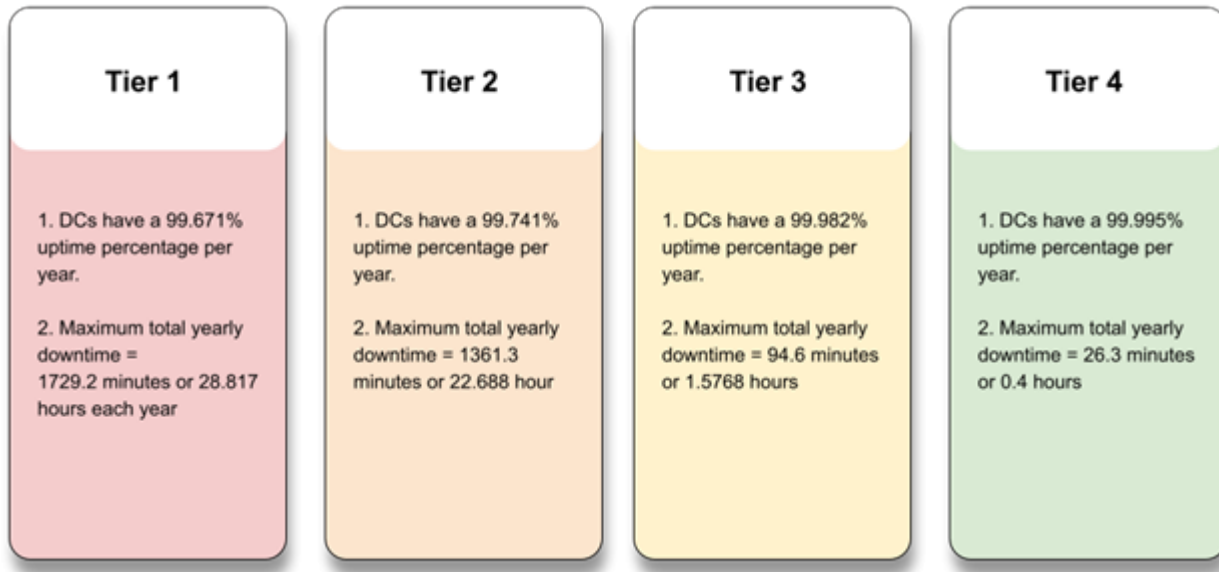 Tier 1
1. DCs have a 99.671%
uptime percentage per
year.
2. Maximum total yearly
downtime =
1729.2 minutes or 28.817
hours each year
Tier 2
1. DCs have a 99.741%
uptime percentage per
year.
2. Maximum total yearly
downtime = 1361.3
minutes or 22.688 hour
Tier 3
1. DCs have a 99.982%
uptime percentage per
year.
2. Maximum total yearly
downtime = 94.6 minutes
or 1.5768 hours
Tier 4
1. DCs have a 99.995%
uptime percentage per
year.
2. Maximum total yearly
downtime = 26.3 minutes
or 0.4 hours